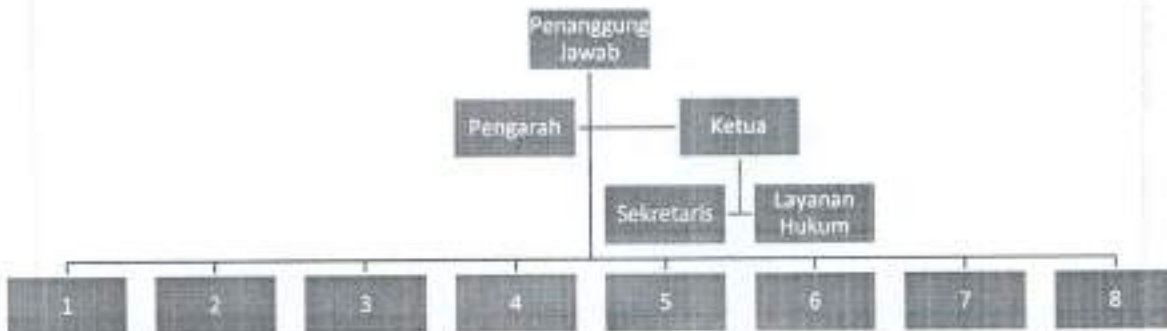 Penanggung
Jawab
Pengarah
Ketua
Sekretaris
Layanan
Hukum
1
2
3
4
5
6
7
8